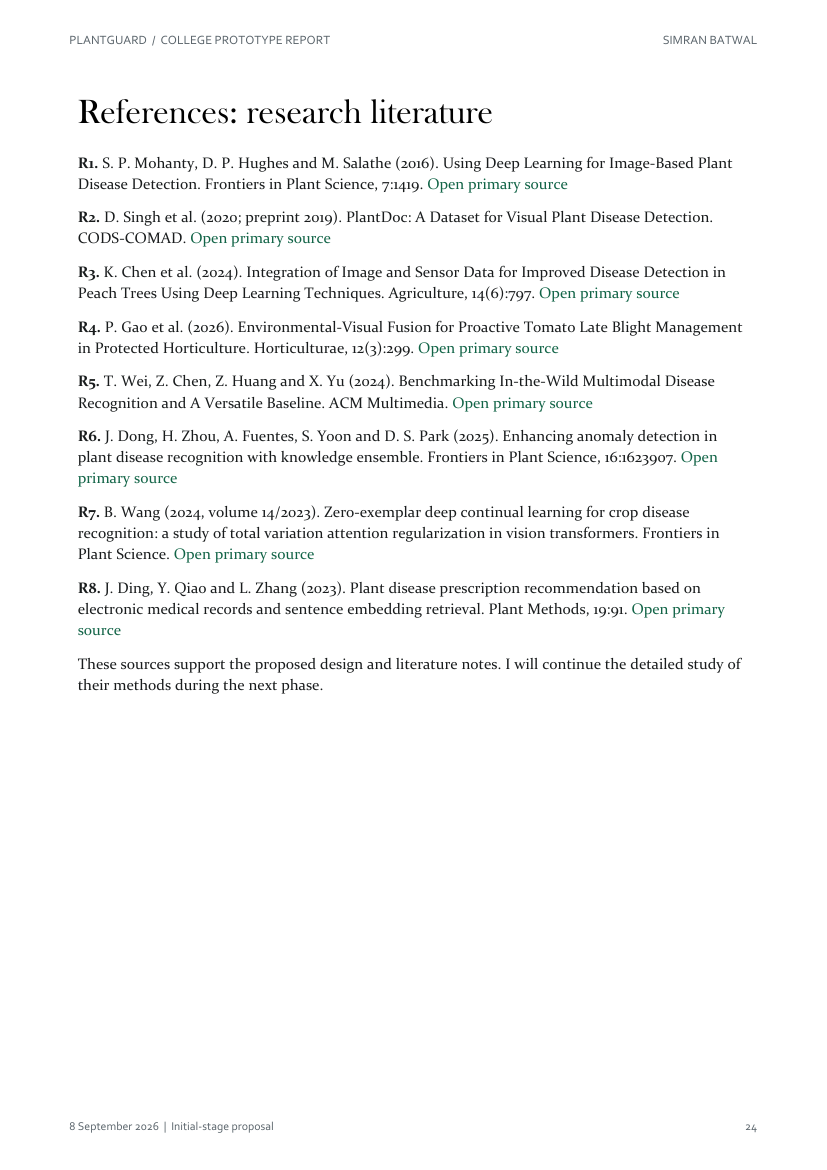 PLANTGUARD / COLLEGE PROTOTYPE REPORT
SIMRAN BATWAL
References: research literature
R1. S. P. Mohanty, D. P. Hughes and M. Salathe (2016). Using Deep Learning for Image-Based Plant
Disease Detection. Frontiers in Plant Science, 7:1419. Open primary source
R2. D. Singh et al. (2020; preprint 2019). PlantDoc: A Dataset for Visual Plant Disease Detection.
CODS-COMAD. Open primary source
R3. K. Chen et al. (2024). Integration of Image and Sensor Data for Improved Disease Detection in
Peach Trees Using Deep Learning Techniques. Agriculture, 14(6):797. Open primary source
R4. P. Gao et al. (2026). Environmental-Visual Fusion for Proactive Tomato Late Blight Management
in Protected Horticulture. Horticulturae, 12(3):299. Open primary source
R5. T. Wei, Z. Chen, Z. Huang and X. Yu (2024). Benchmarking In-the-Wild Multimodal Disease
Recognition and A Versatile Baseline. ACM Multimedia. Open primary source
R6. J. Dong, H. Zhou, A. Fuentes, S. Yoon and D. S. Park (2025). Enhancing anomaly detection in
plant disease recognition with knowledge ensemble. Frontiers in Plant Science, 16:1623907. Open
primary source
R7. B. Wang (2024, volume 14/2023). Zero-exemplar deep continual learning for crop disease
recognition: a study of total variation attention regularization in vision transformers. Frontiers in
Plant Science. Open primary source
R8. J. Ding, Y. Qiao and L. Zhang (2023). Plant disease prescription recommendation based on
electronic medical records and sentence embedding retrieval. Plant Methods, 19:91. Open primary
source
These sources support the proposed design and literature notes. I will continue the detailed study of
their methods during the next phase.
8 September 2026 | Initial-stage proposal
24